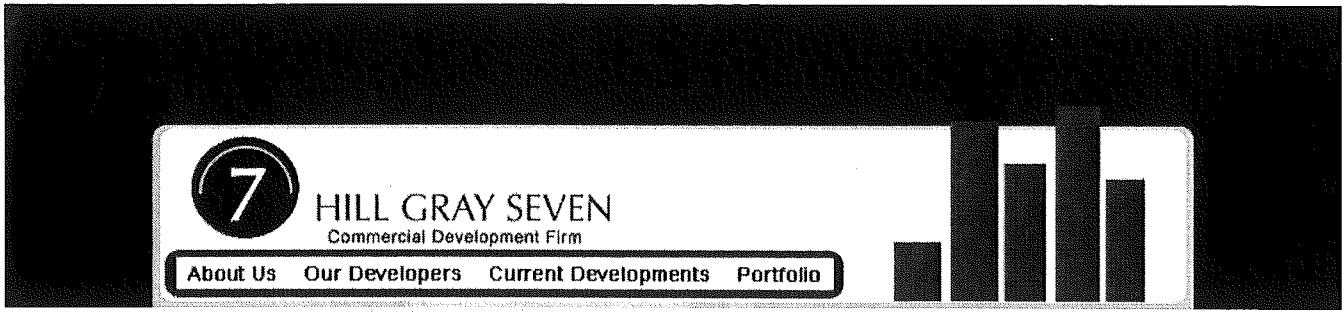 7
HILL GRAY SEVEN
Commercial Development Firm
About Us Our Developers Current Developments Portfolio